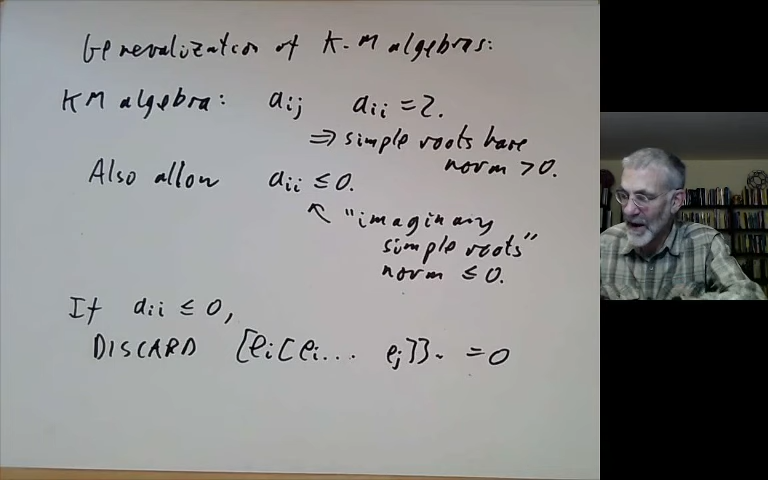 Generalization of K-M algebras:
KM algebra: aij aii = 2.
⇒ simple roots have
norm > 0.
Also allow aii ≤ 0.
↖ "imaginary
simple roots"
norm ≤ 0.
If aii ≤ 0,
DISCARD [ei[ei... ej]]. = 0